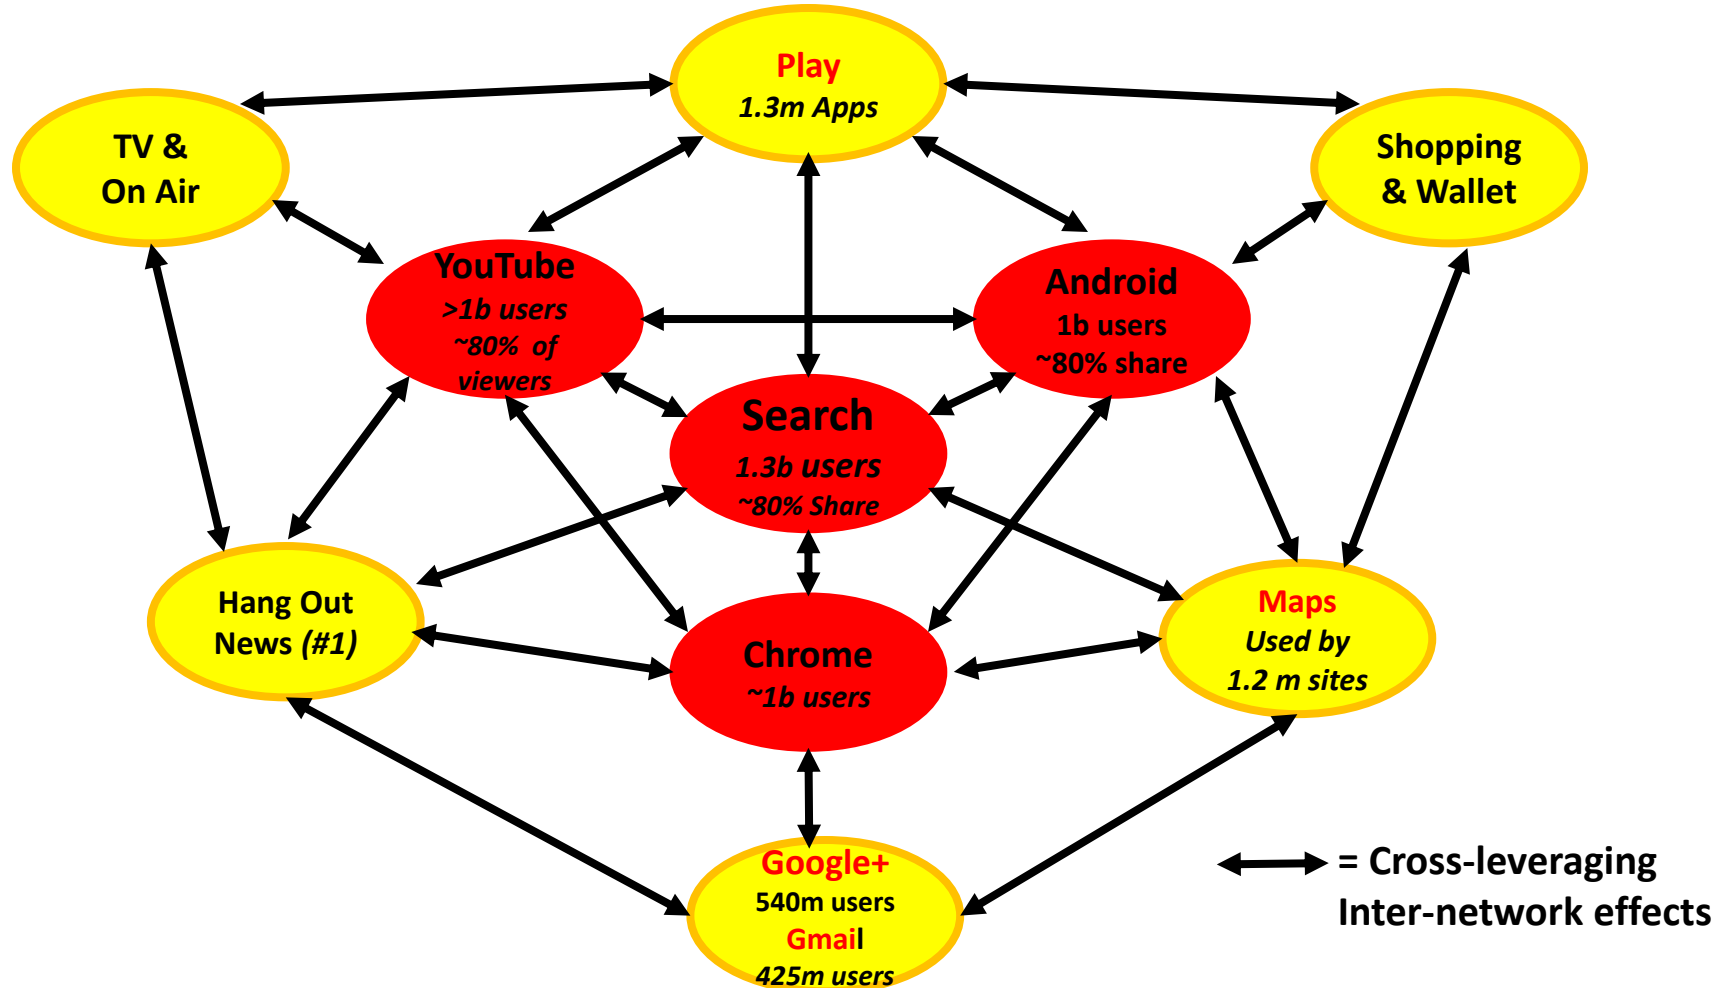 Play
1.3m Apps
TV &
On Air
Shopping
& Wallet
YouTube
>1b users
~80% of
viewers
Android
1b users
~80% share
Search
1.3b users
~80% Share
Hang Out
News (#1)
Chrome
~1b users
Maps
Used by
1.2 m sites
Google+
540m users
Gmail
425m users
= Cross-leveraging
Inter-network effects